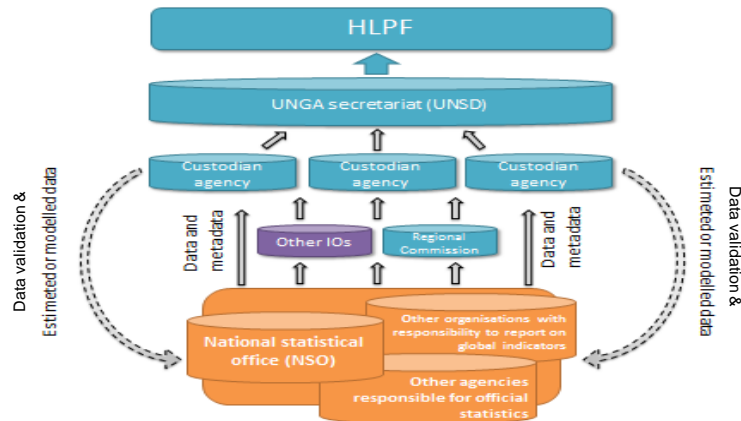 HLPF
UNGA secretariat (UNSD)
Custodian
agency
Custodian
agency
Custodian
agency
Data validation &
Estimeted or modelled data
Data and
metadata
Other IOs
Regional
Commission
Data and
metadata
Data validation &
Estimeted or modelled data
National statistical
office (NSO)
Other organisations with
responsibility to report on
global indicators
Other agencies
responsible for official
statistics